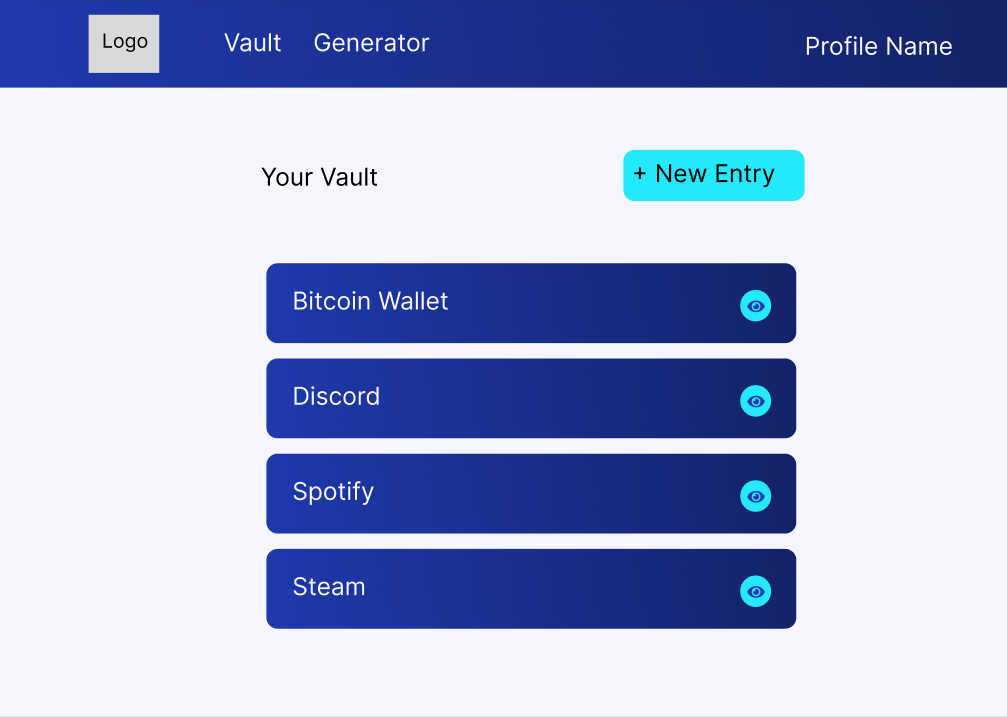 Logo
Vault
Generator
Profile Name
Your Vault
+ New Entry
Bitcoin Wallet
Discord
Spotify
Steam